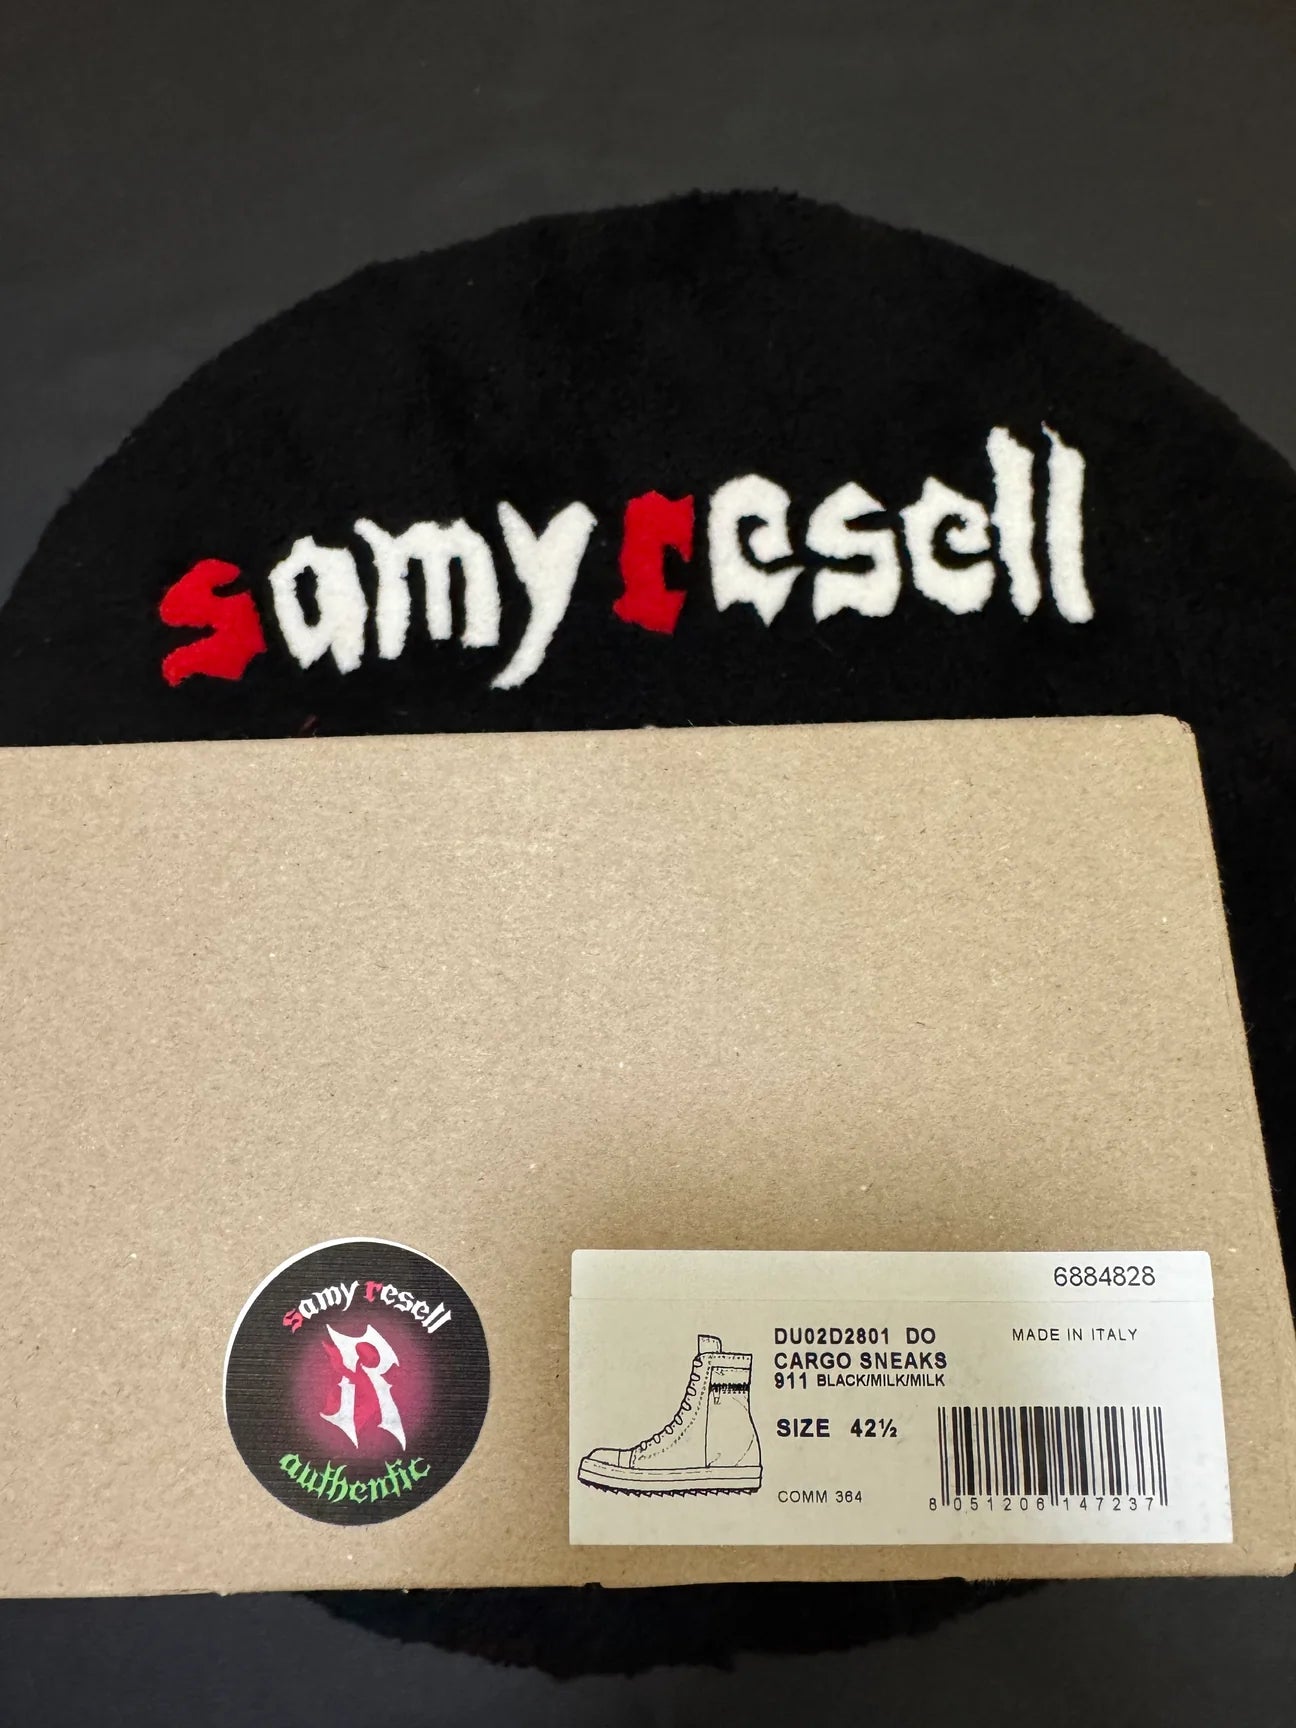 samy resell
samy resell
R
authentic
6884828
DU02D2801 DO
MADE IN ITALY
CARGO SNEAKS
911 BLACK/MILK/MILK
SIZE 42½
COMM 364
8 051206 147237